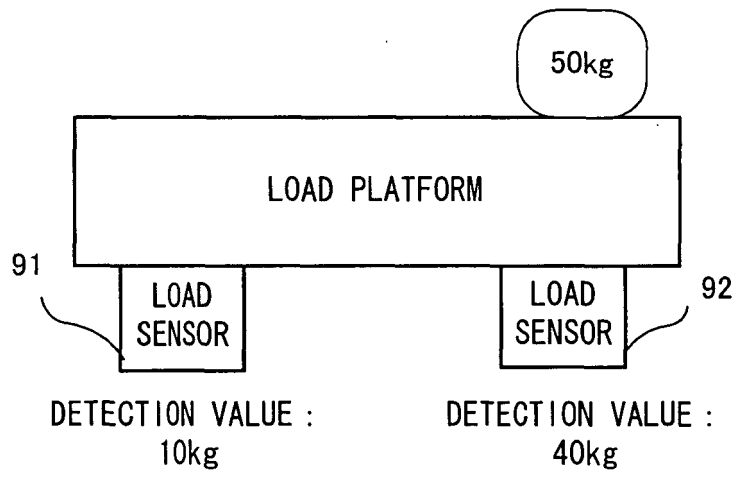 50kg
LOAD PLATFORM
91
LOAD
SENSOR
LOAD
SENSOR
92
DETECTION VALUE :
10kg
DETECTION VALUE :
40kg